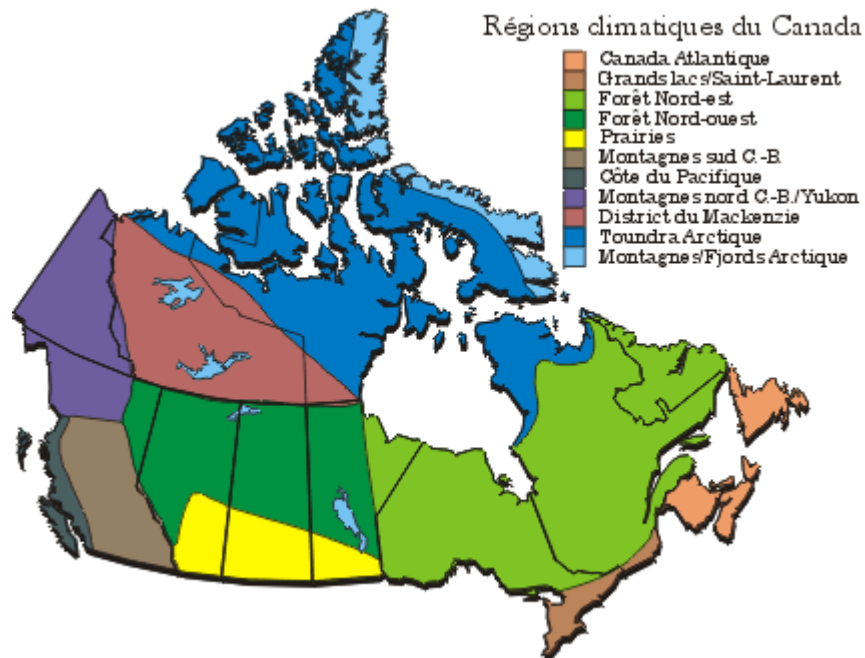 Régions climatiques du Canada
Canada Atlantique
Grands lacs/Saint-Laurent
Forêt Nord-est
Forêt Nord-ouest
Prairies
Montagnes sud C.-B.
Côte du Pacifique
Montagnes nord C.-B./Yukon
District du Mackenzie
Toundra Arctique
Montagnes/Fjords Arctique